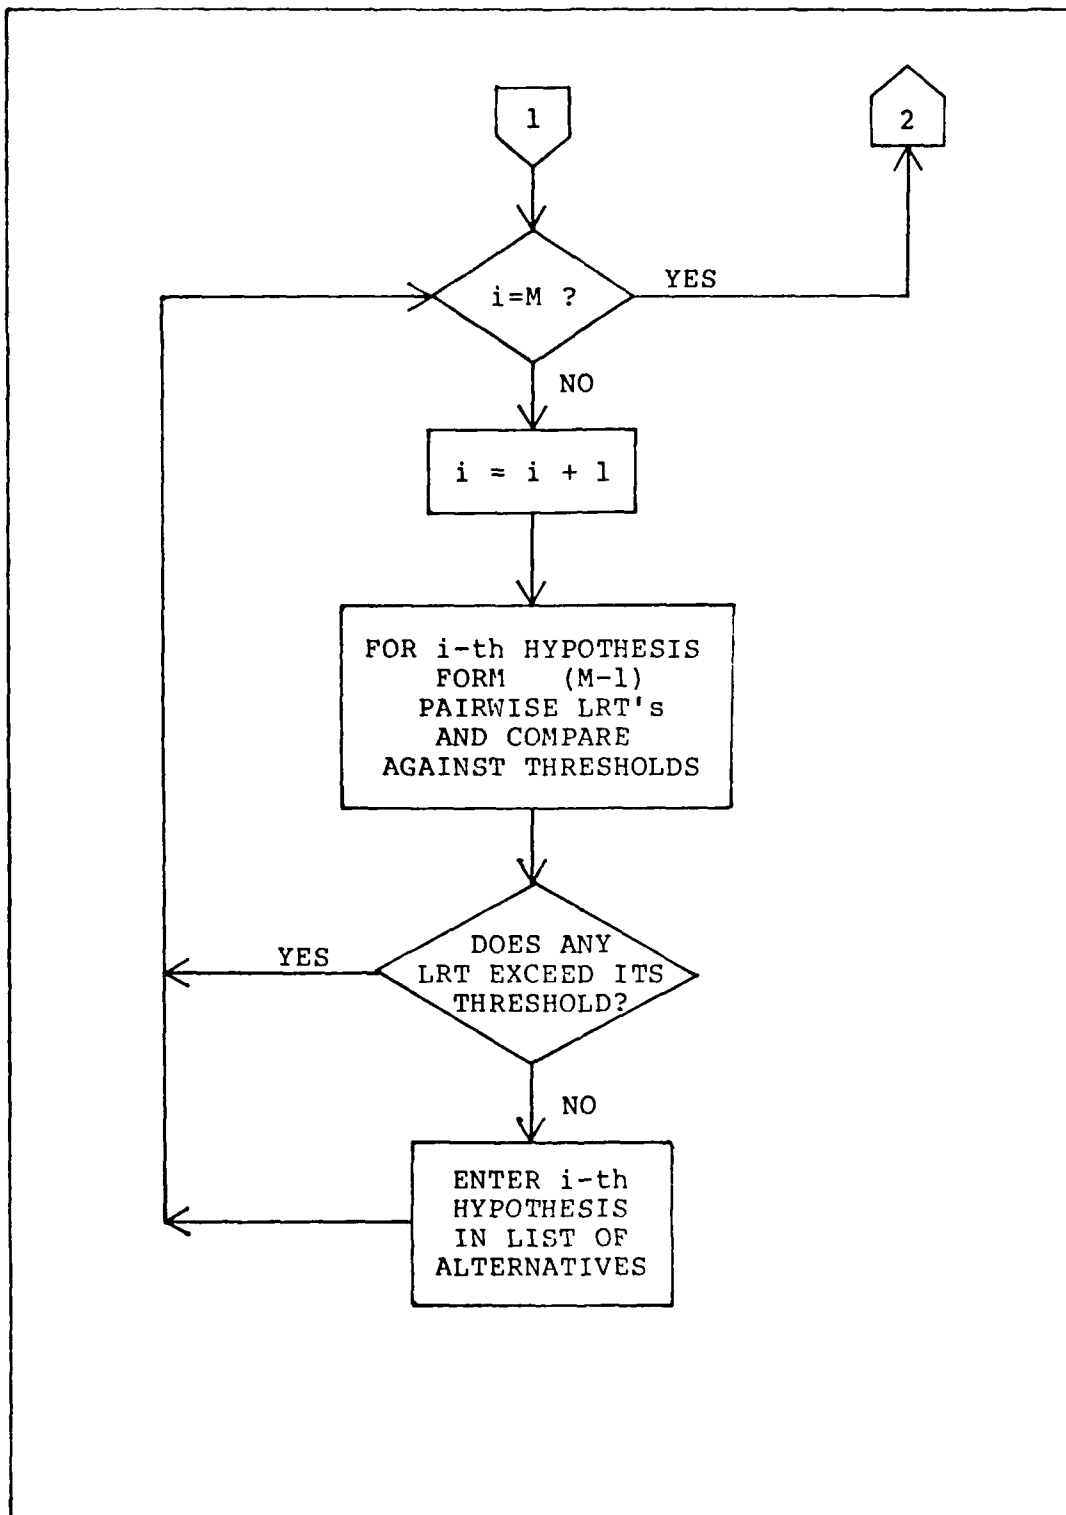 1
2
i=M ?
YES
NO
i = i + 1
FOR i-th HYPOTHESIS
FORM (M-1)
PAIRWISE LRT's
AND COMPARE
AGAINST THRESHOLDS
DOES ANY
LRT EXCEED ITS
THRESHOLD?
YES
NO
ENTER i-th
HYPOTHESIS
IN LIST OF
ALTERNATIVES